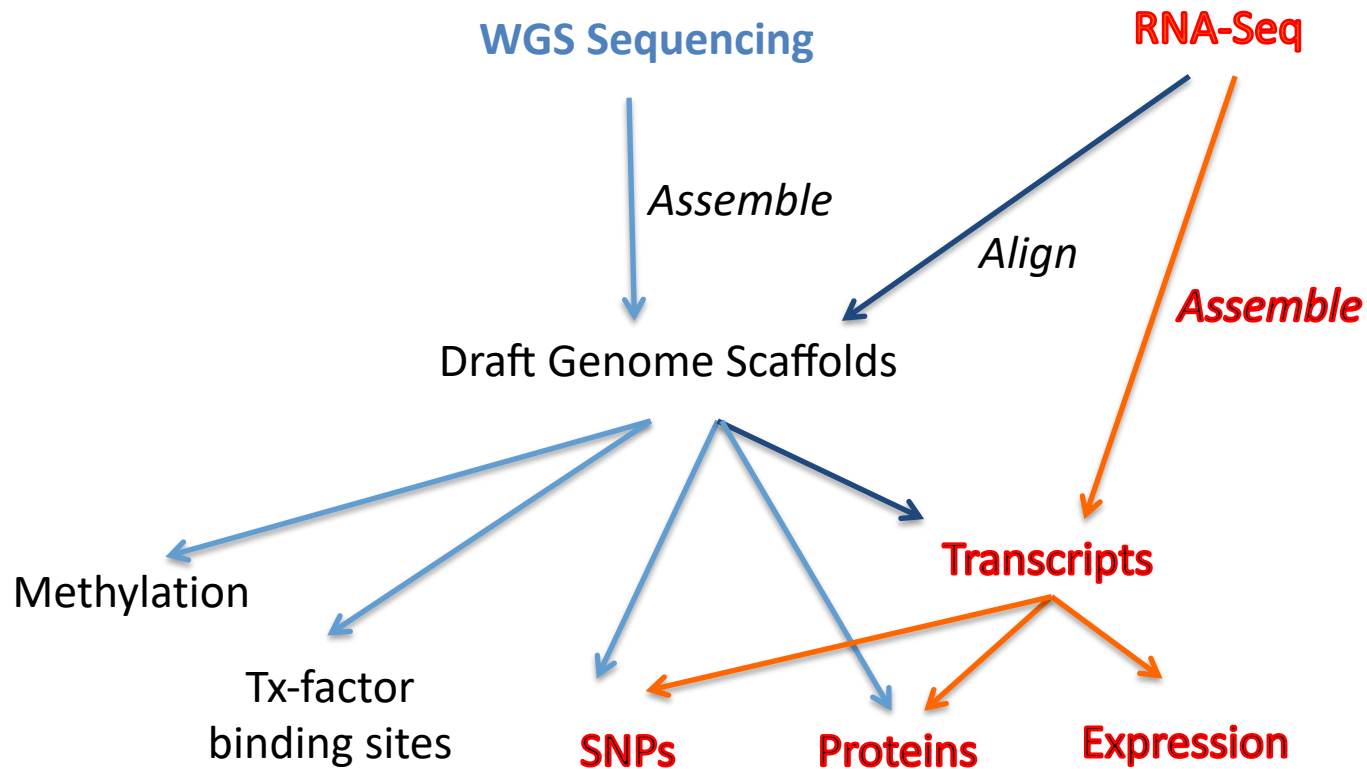 WGS Sequencing
RNA-Seq
Assemble
Align
Assemble
Draft Genome Scaffolds
Transcripts
Methylation
Tx-factor
binding sites
SNPs
Proteins
Expression